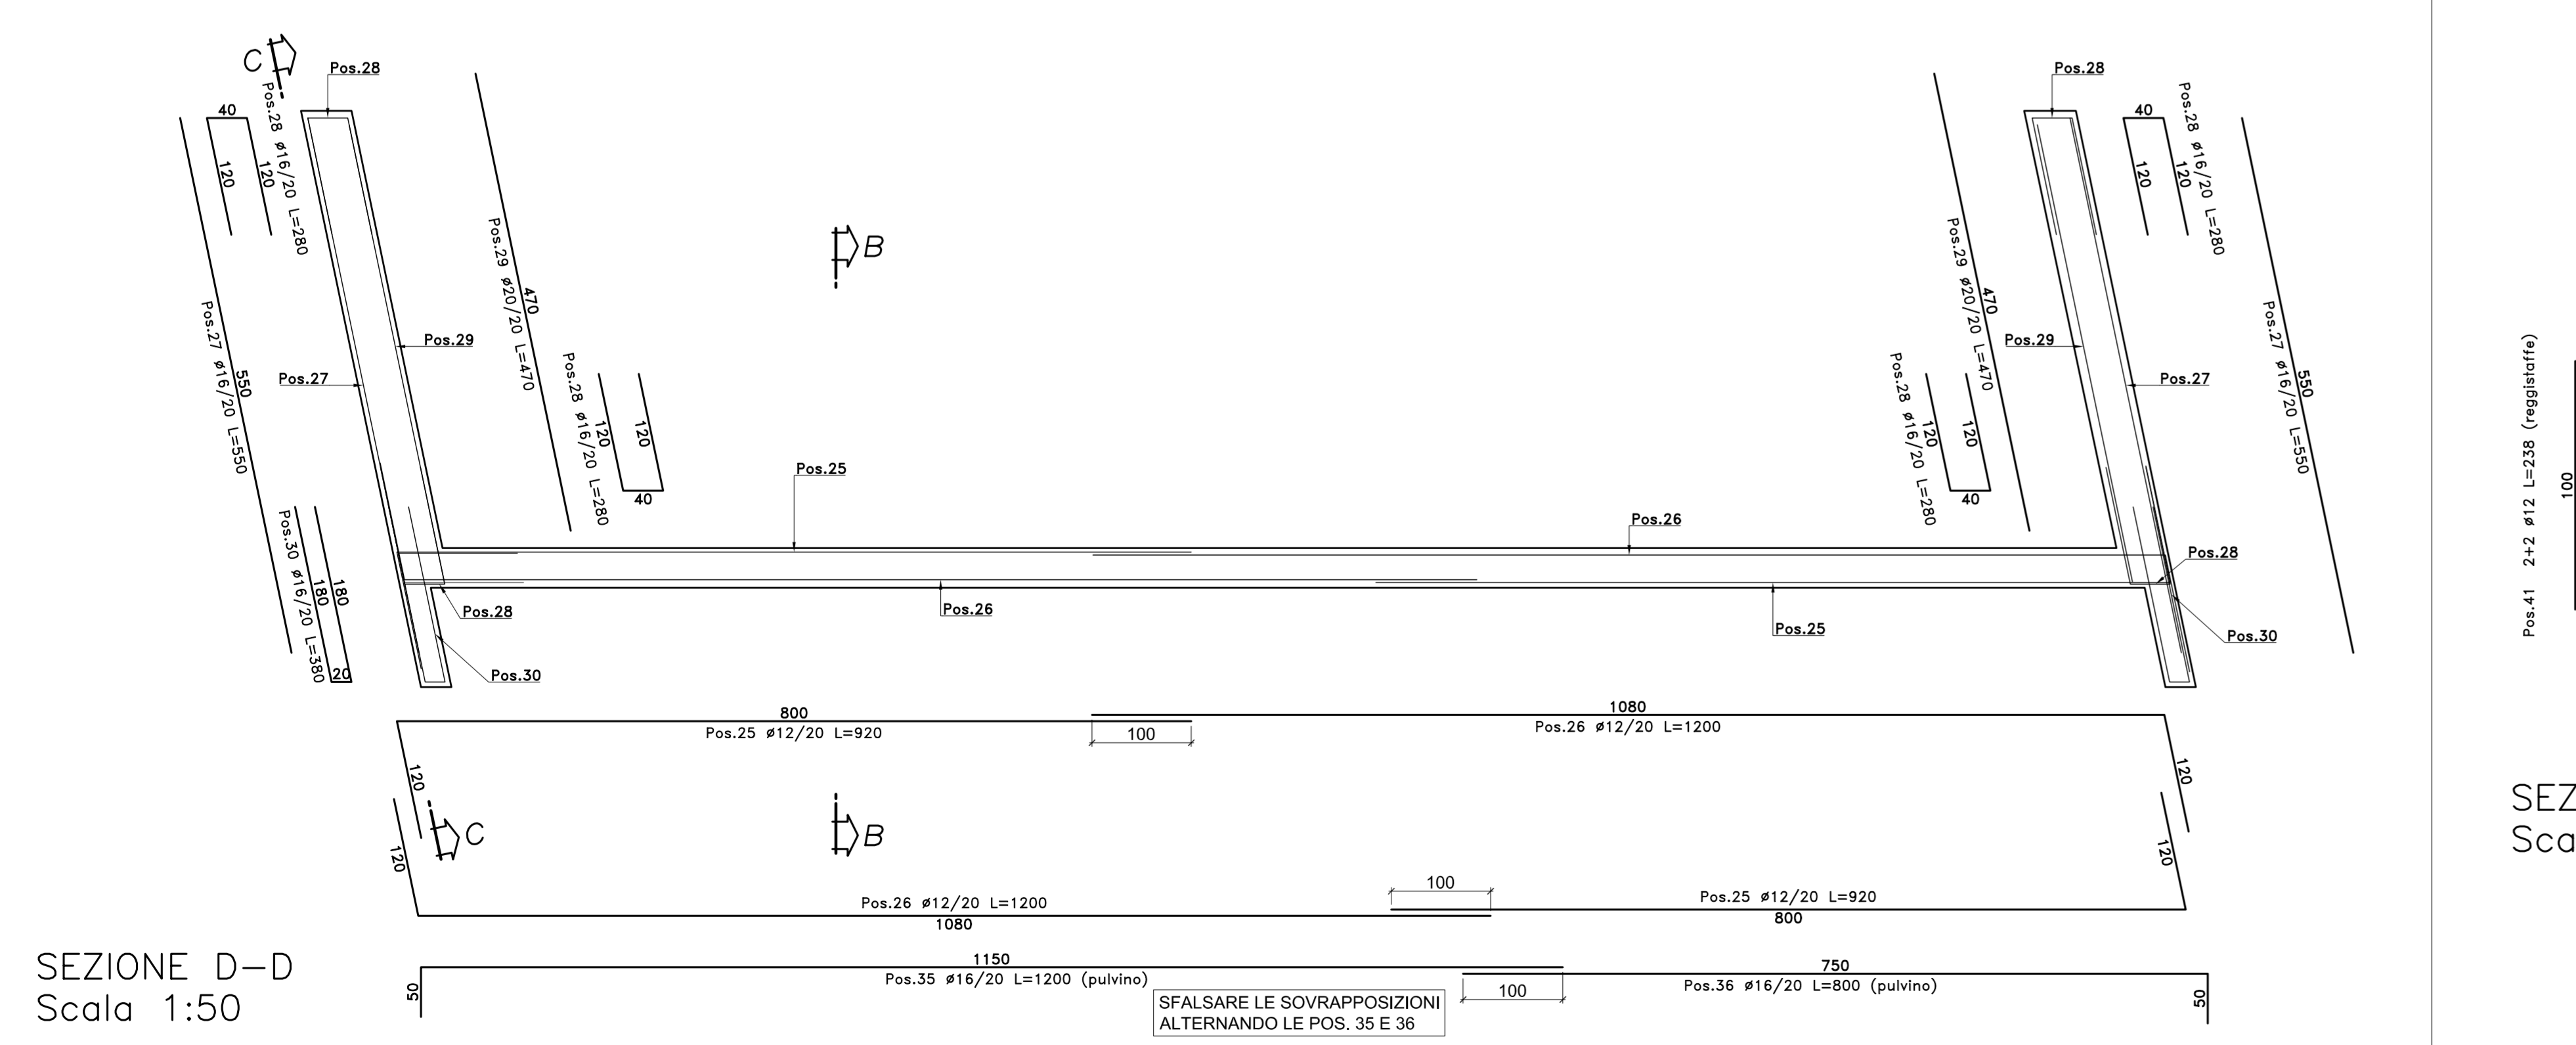 C
Pos.28
40
120
120
Pos.28 ø16/20 L=280
Pos.27 ø16/20 L=550
550
Pos.27
Pos.29
Pos.29 ø20/20 L=470
470
Pos.28 ø16/20 L=280
120
120
40
B
Pos.28
40
120
120
Pos.28 ø16/20 L=280
Pos.29 ø20/20 L=470
470
Pos.29
Pos.27
Pos.27 ø16/20 L=550
550
Pos.28 ø16/20 L=280
120
120
40
Pos.25
Pos.26
Pos.28
Pos.30 ø16/20 L=380
180
180
20
Pos.28
Pos.26
Pos.25
Pos.30
Pos.30
800
Pos.25 ø12/20 L=920
100
1080
Pos.26 ø12/20 L=1200
120
120
120
120
C
B
Pos.26 ø12/20 L=1200
1080
100
Pos.25 ø12/20 L=920
800
SEZIONE D-D
Scala 1:50
50
1150
Pos.35 ø16/20 L=1200 (pulvino)
100
750
Pos.36 ø16/20 L=800 (pulvino)
50
SFALSARE LE SOVRAPPOSIZIONI
ALTERNANDO LE POS. 35 E 36
Pos.41 2+2 ø12 L=238 (reggistaffe)
100
SEZ
Sca